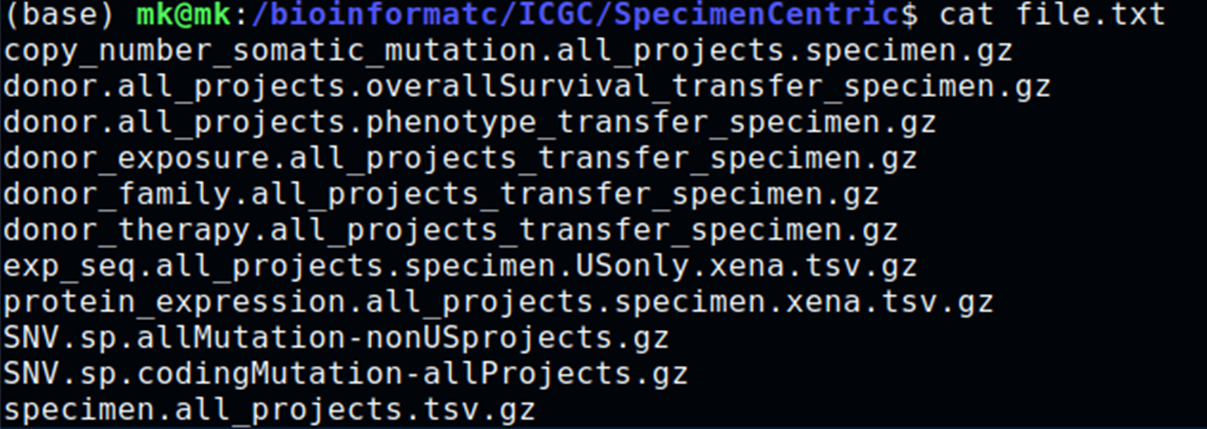 (base) mk@mk:/bioinformatc/ICGC/SpecimenCentric$ cat file.txt
copy_number_somatic_mutation.all_projects.specimen.gz
donor.all_projects.overallSurvival_transfer_specimen.gz
donor.all_projects.phenotype_transfer_specimen.gz
donor_exposure.all_projects_transfer_specimen.gz
donor_family.all_projects_transfer_specimen.gz
donor_therapy.all_projects_transfer_specimen.gz
exp_seq.all_projects.specimen.USonly.xena.tsv.gz
protein_expression.all_projects.specimen.xena.tsv.gz
SNV.sp.allMutation-nonUSprojects.gz
SNV.sp.codingMutation-allProjects.gz
specimen.all_projects.tsv.gz